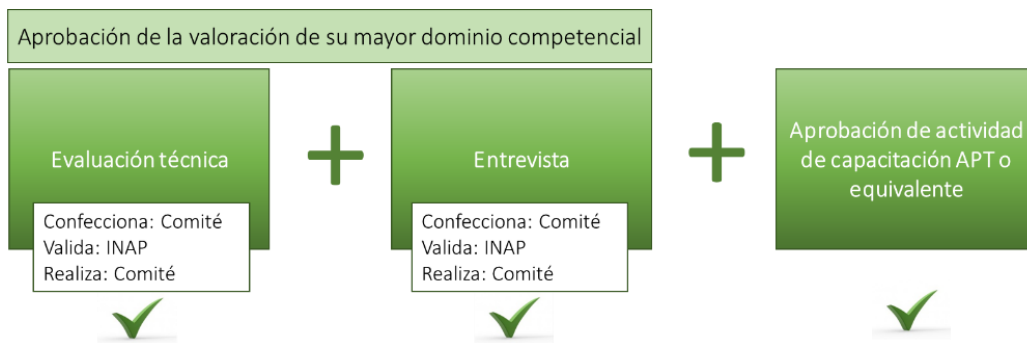 Aprobación de la valoración de su mayor dominio competencial
Evaluación técnica
Confecciona: Comité
Valida: INAP
Realiza: Comité
Entrevista
Confecciona: Comité
Valida: INAP
Realiza: Comité
Aprobación de actividad
de capacitación APT o
equivalente